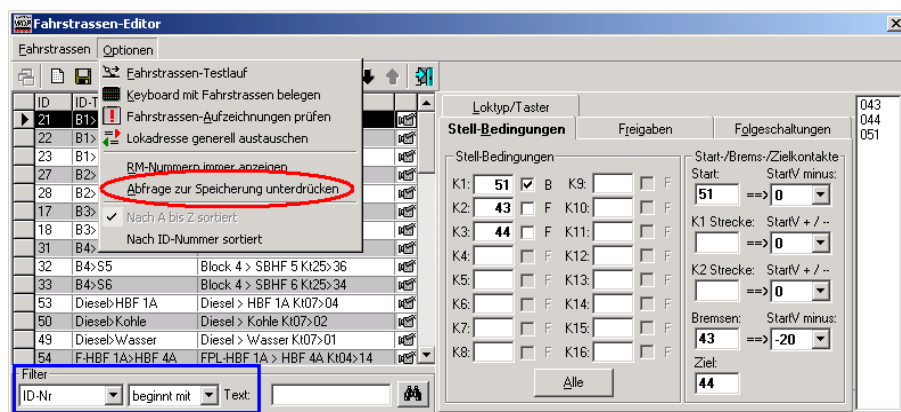 Fahrstrassen-Editor
Fahrstrassen Optionen
Fahrstrassen-Testlauf
Keyboard mit Fahrstrassen belegen
Fahrstrassen-Aufzeichnungen prüfen
Lokadresse generell austauschen
RM-Nummern immer anzeigen
Abfrage zur Speicherung unterdrücken
Nach A bis Z sortiert
Nach ID-Nummer sortiert
ID ID-T
21 B1>
22 B1>
23 B1>
27 B2>
28 B2>
17 B3>
18 B3>
31 B4>
32 B4>S5 Block 4 > SBHF 5 Kt25>36
33 B4>S6 Block 4 > SBHF 6 Kt25>34
53 Diesel>HBF 1A Diesel > HBF 1A Kt07>04
50 Diesel>Kohle Diesel > Kohle Kt07>02
49 Diesel>Wasser Diesel > Wasser Kt07>01
54 F-HBF 1A>HBF 4A FPL-HBF 1A > HBF 4A Kt04>14
Filter
ID-Nr beginnt mit Text:
Loktyp/Taster
Stell-Bedingungen Freigaben Folgeschaltungen
Stell-Bedingungen
K1: 51 B K9: F
K2: 43 F K10: F
K3: 44 F K11: F
K4: F K12: F
K5: F K13: F
K6: F K14: F
K7: F K15: F
K8: F K16: F
Alle
Start-/Brems-/Zielkontakte
Start: StartV minus:
51 ==> 0
K1 Strecke: StartV + / --
==> 0
K2 Strecke: StartV + / --
==> 0
Bremsen: StartV minus:
43 ==> -20
Ziel:
44
043
044
051